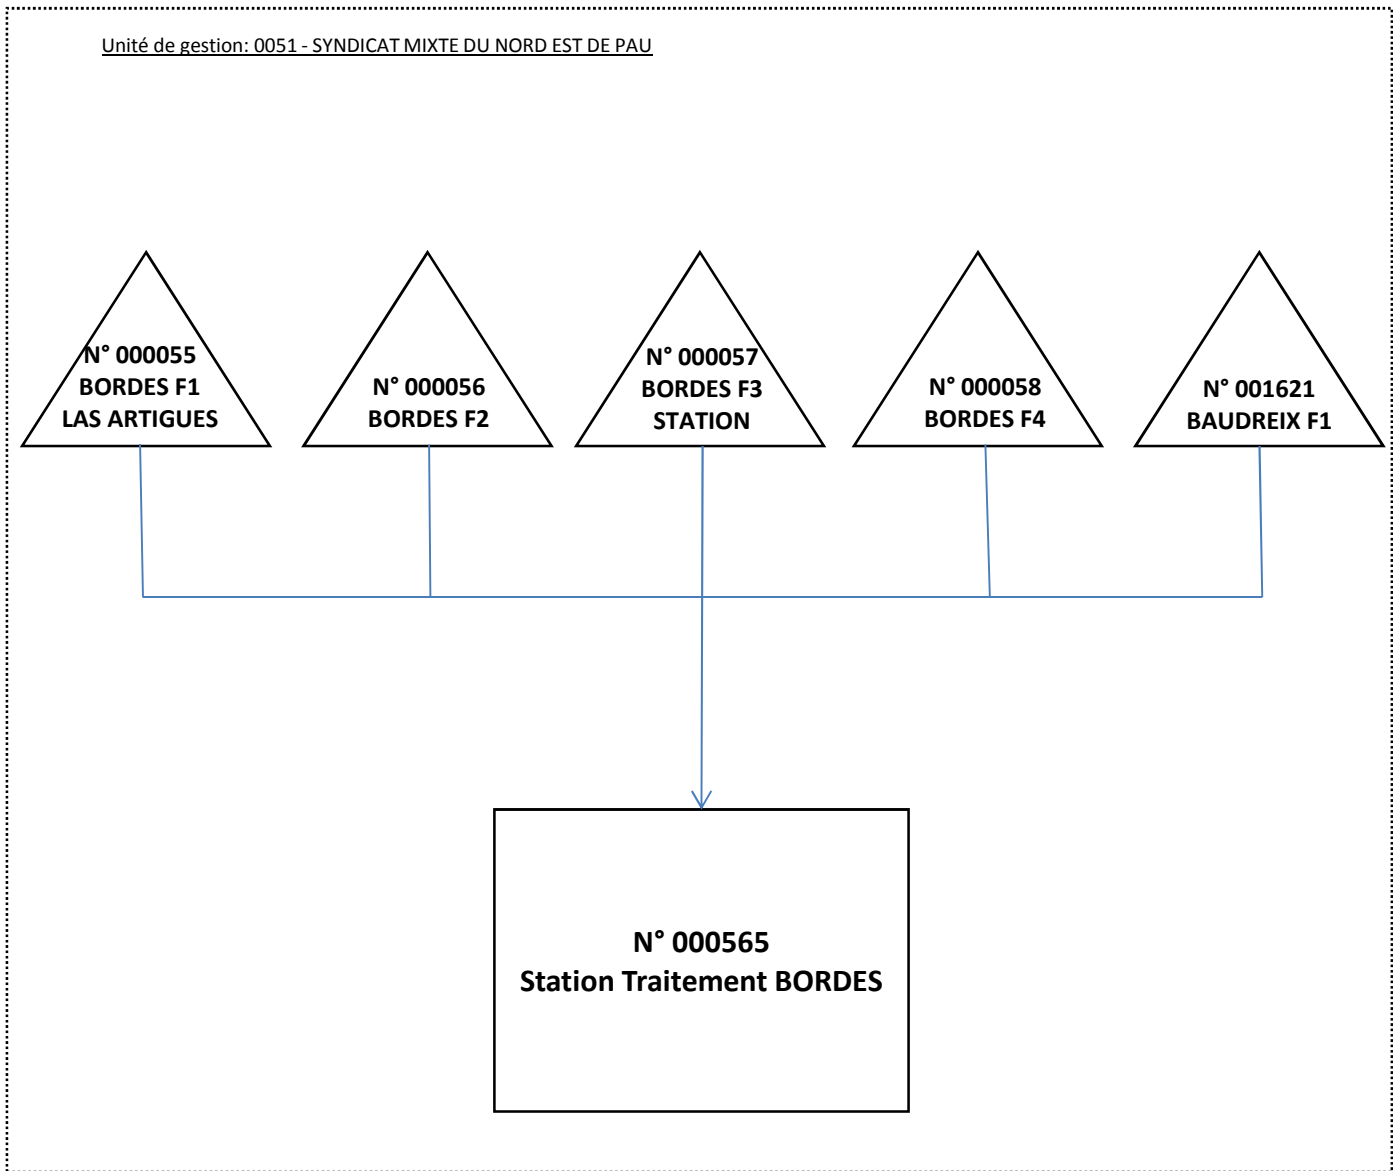 Unité de gestion: 0051 - SYNDICAT MIXTE DU NORD EST DE PAU
N° 000055
BORDES F1
LAS ARTIGUES
N° 000056
BORDES F2
N° 000057
BORDES F3
STATION
N° 000058
BORDES F4
N° 001621
BAUDREIX F1
N° 000565
Station Traitement BORDES